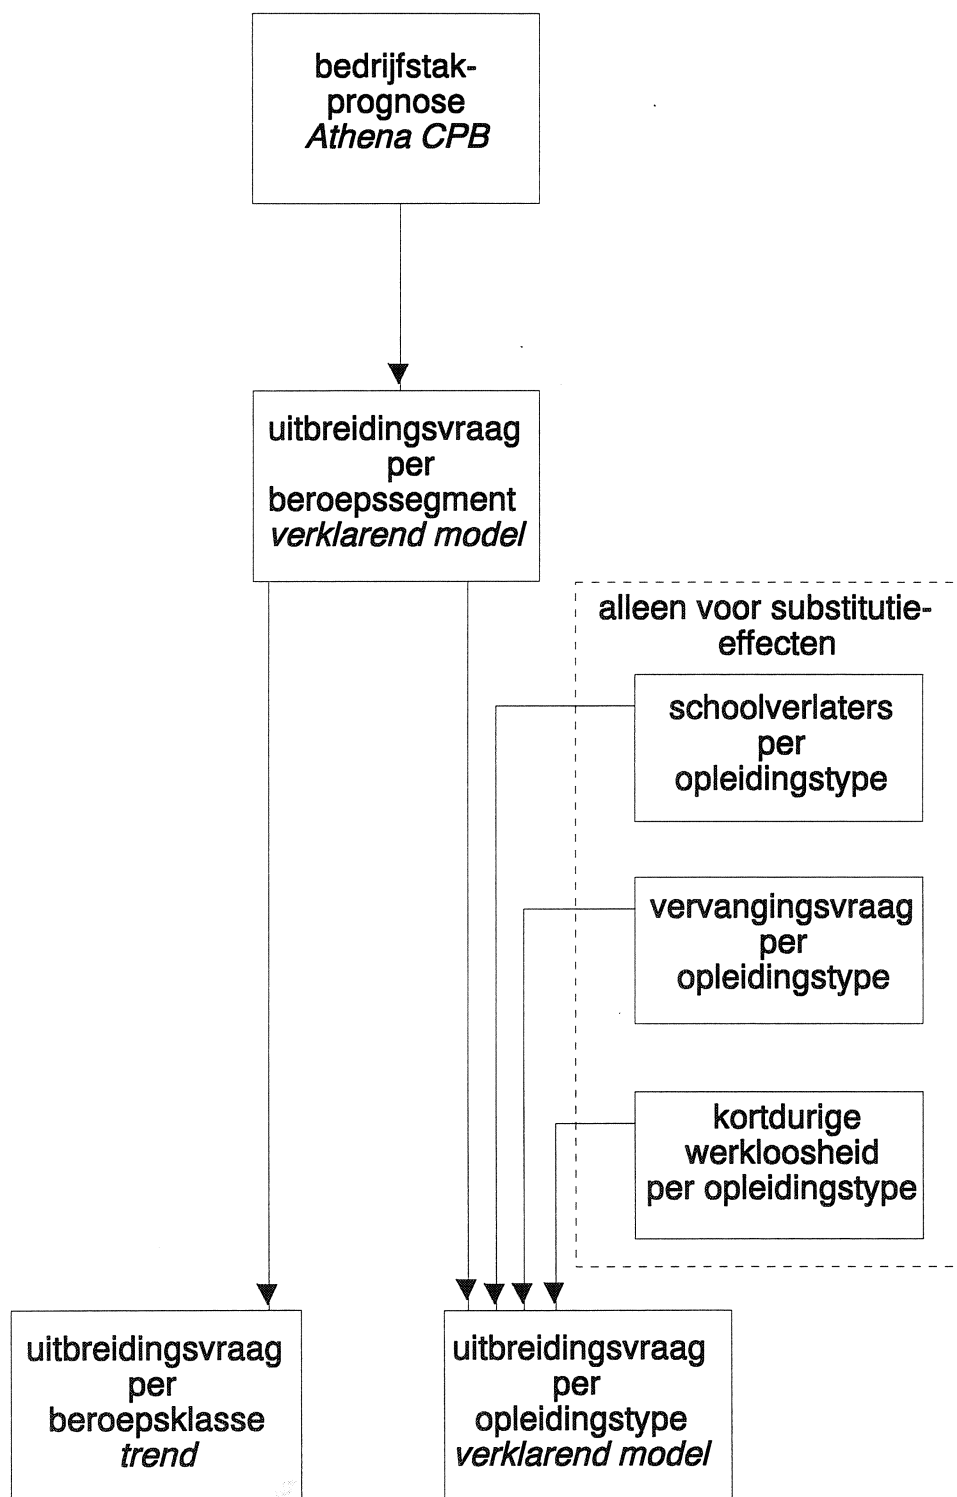 bedrijfstak-
prognose
Athena CPB
uitbreidingsvraag
per
beroepssegment
verklarend model
alleen voor substitutie-
effecten
schoolverlaters
per
opleidingstype
vervangingsvraag
per
opleidingstype
kortdurige
werkloosheid
per opleidingstype
uitbreidingsvraag
per
beroepsklasse
trend
uitbreidingsvraag
per
opleidingstype
verklarend model